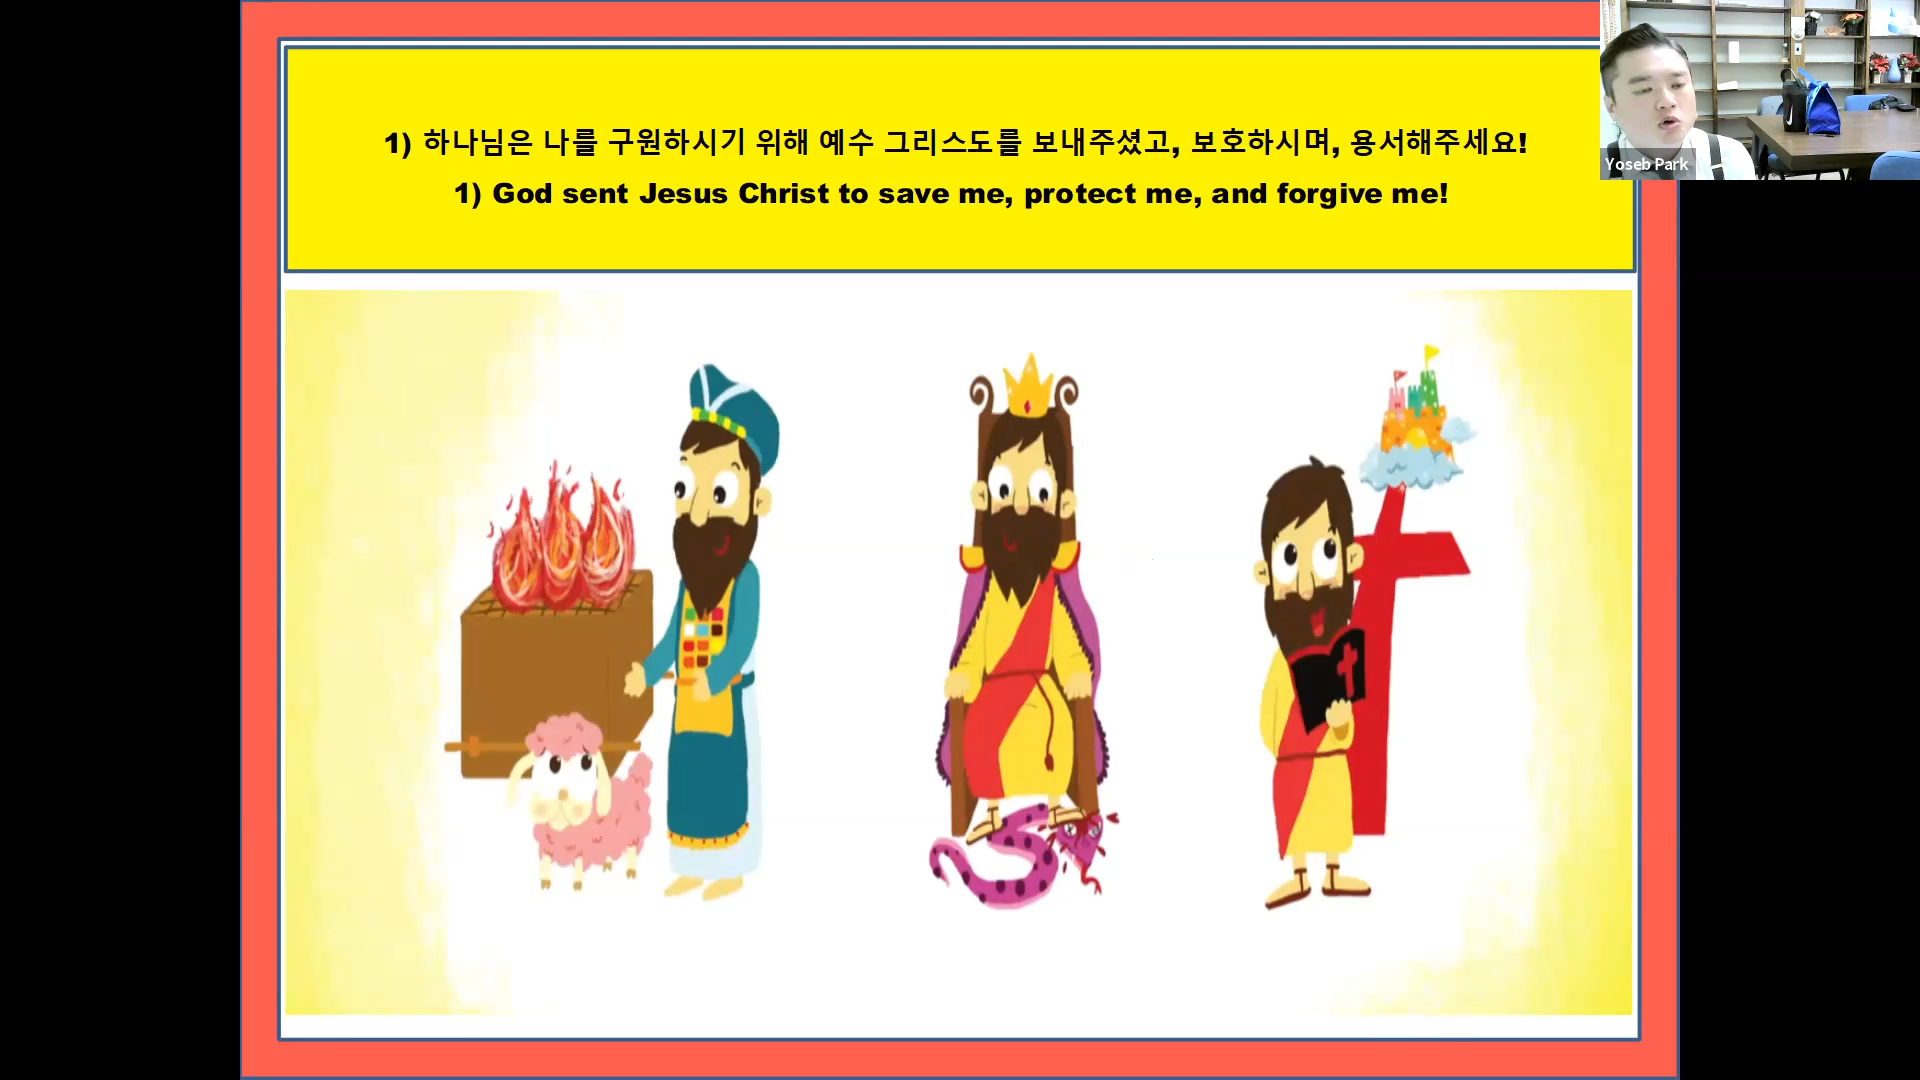 1) 하나님은 나를 구원하시기 위해 예수 그리스도를 보내주셨고, 보호하시며, 용서해주세요!
1) God sent Jesus Christ to save me, protect me, and forgive me!
Yoseb Park